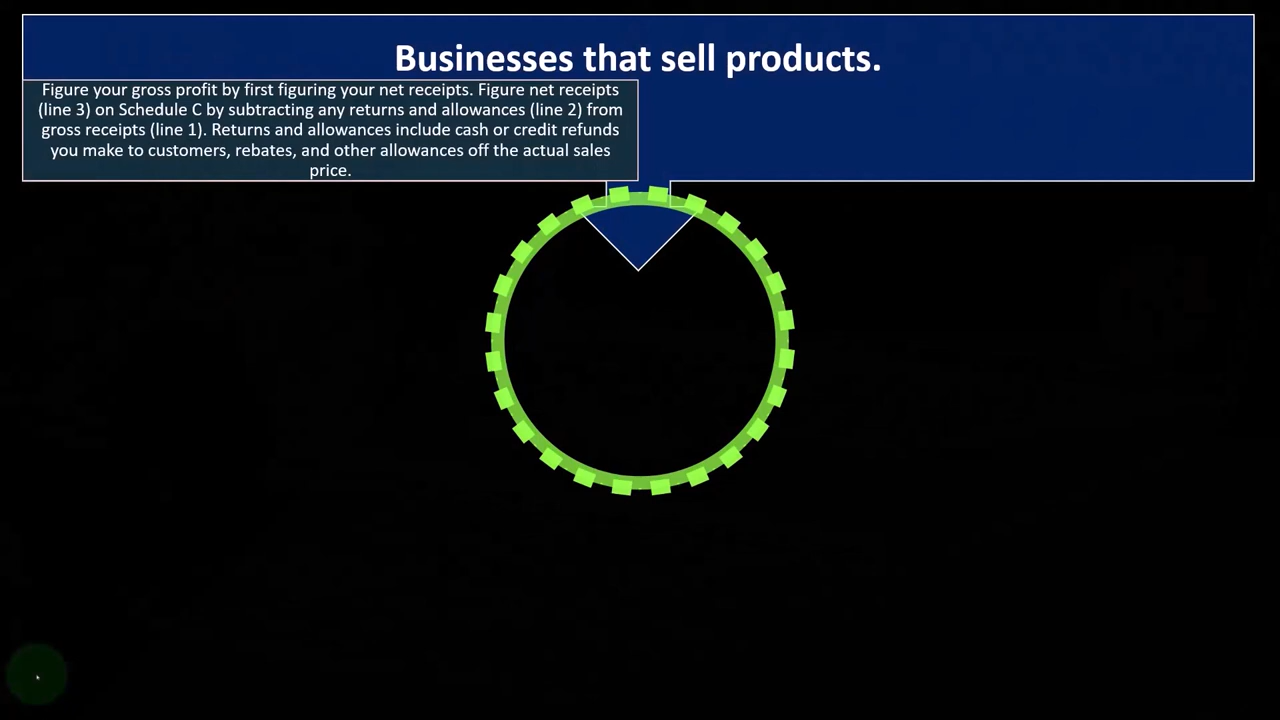 Businesses that sell products.
Figure your gross profit by first figuring your net receipts. Figure net receipts
(line 3) on Schedule C by subtracting any returns and allowances (line 2) from
gross receipts (line 1). Returns and allowances include cash or credit refunds
you make to customers, rebates, and other allowances off the actual sales
price.